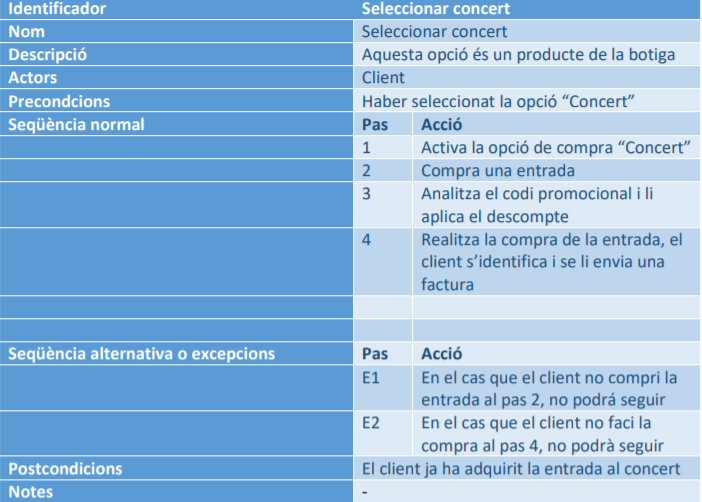 Identificador Seleccionar concert
Nom Seleccionar concert
Descripció Aquesta opció és un producte de la botiga
Actors Client
Precondcions Haber seleccionat la opció “Concert”
Seqüència normal Pas Acció
1 Activa la opció de compra “Concert”
2 Compra una entrada
3 Analitza el codi promocional i li
aplica el descompte
4 Realitza la compra de la entrada, el
client s’identifica i se li envia una
factura
Seqüència alternativa o excepcions Pas Acció
E1 En el cas que el client no compri la
entrada al pas 2, no podrá seguir
E2 En el cas que el client no faci la
compra al pas 4, no podrà seguir
Postcondicions El client ja ha adquirit la entrada al concert
Notes -